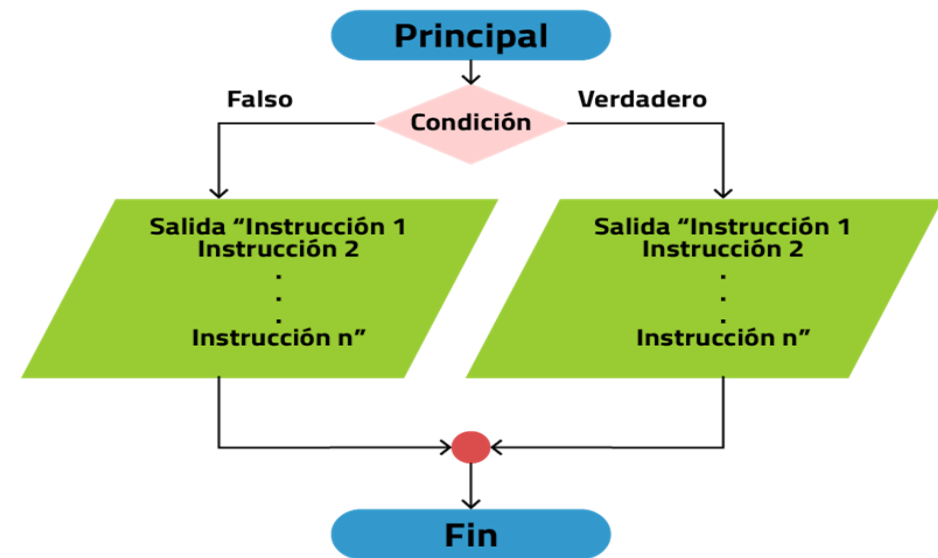 Principal
Falso
Verdadero
Condición
Salida “Instrucción 1
Instrucción 2
.
.
.
Instrucción n”
Salida “Instrucción 1
Instrucción 2
.
.
.
Instrucción n”
Fin